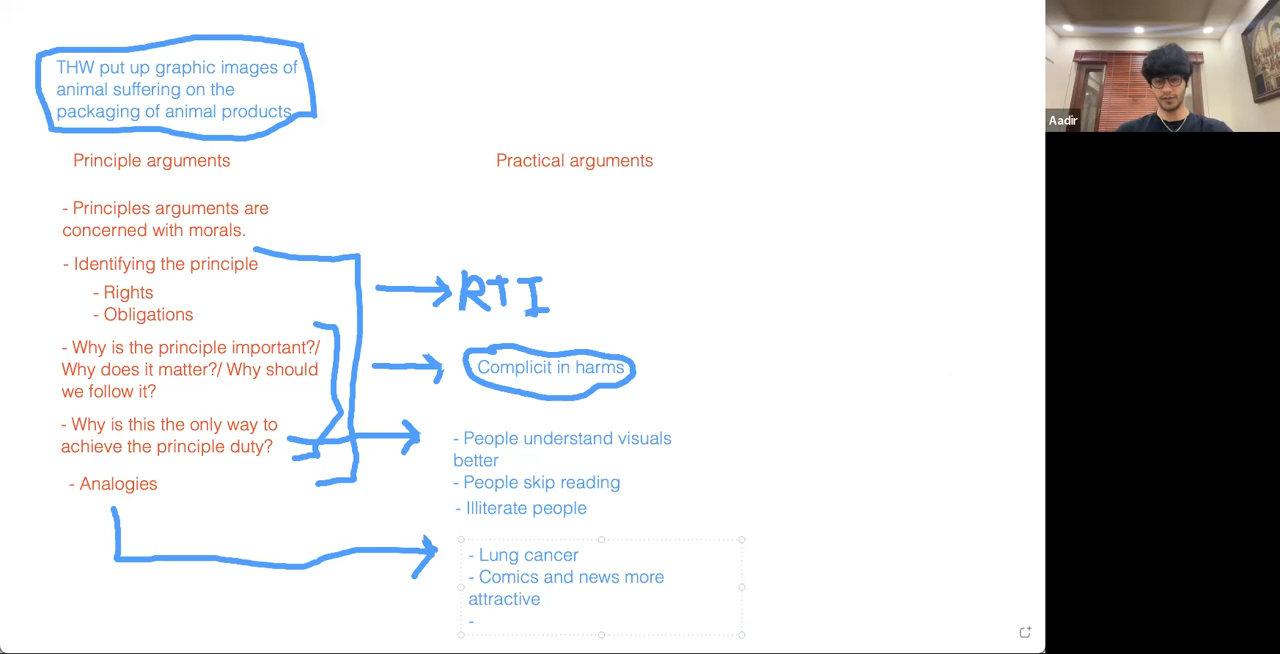 THW put up graphic images of
animal suffering on the
packaging of animal products
Principle arguments
Practical arguments
- Principles arguments are
concerned with morals.
- Identifying the principle
- Rights
- Obligations
- Why is the principle important?/
Why does it matter?/ Why should
we follow it?
- Why is this the only way to
achieve the principle duty?
- Analogies
RTI
Complicit in harms
- People understand visuals
better
- People skip reading
- Illiterate people
- Lung cancer
- Comics and news more
attractive
-
Aadir